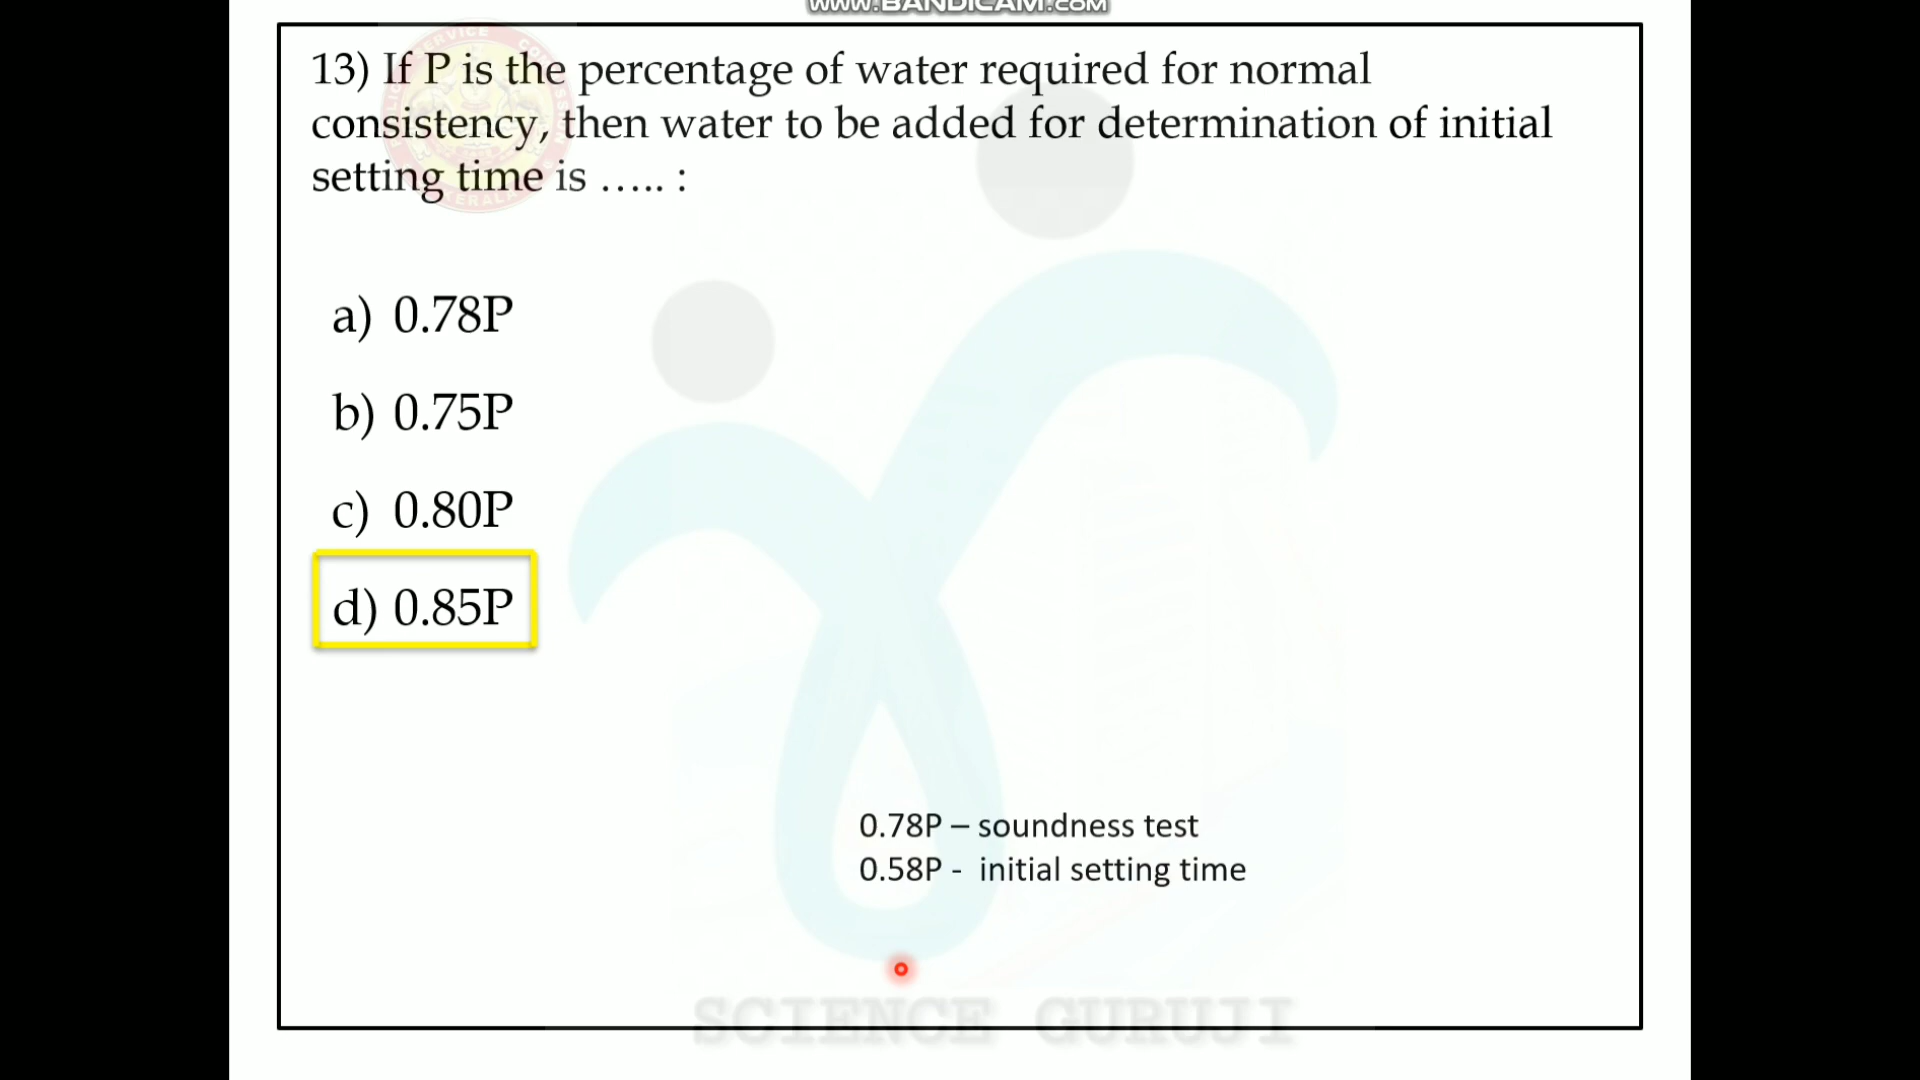 www.BANDICAM.COM
13) If P is the percentage of water required for normal
consistency, then water to be added for determination of initial
setting time is ..... :
a) 0.78P
b) 0.75P
c) 0.80P
d) 0.85P
0.78P – soundness test
0.58P - initial setting time
SCIENCE GURUJI